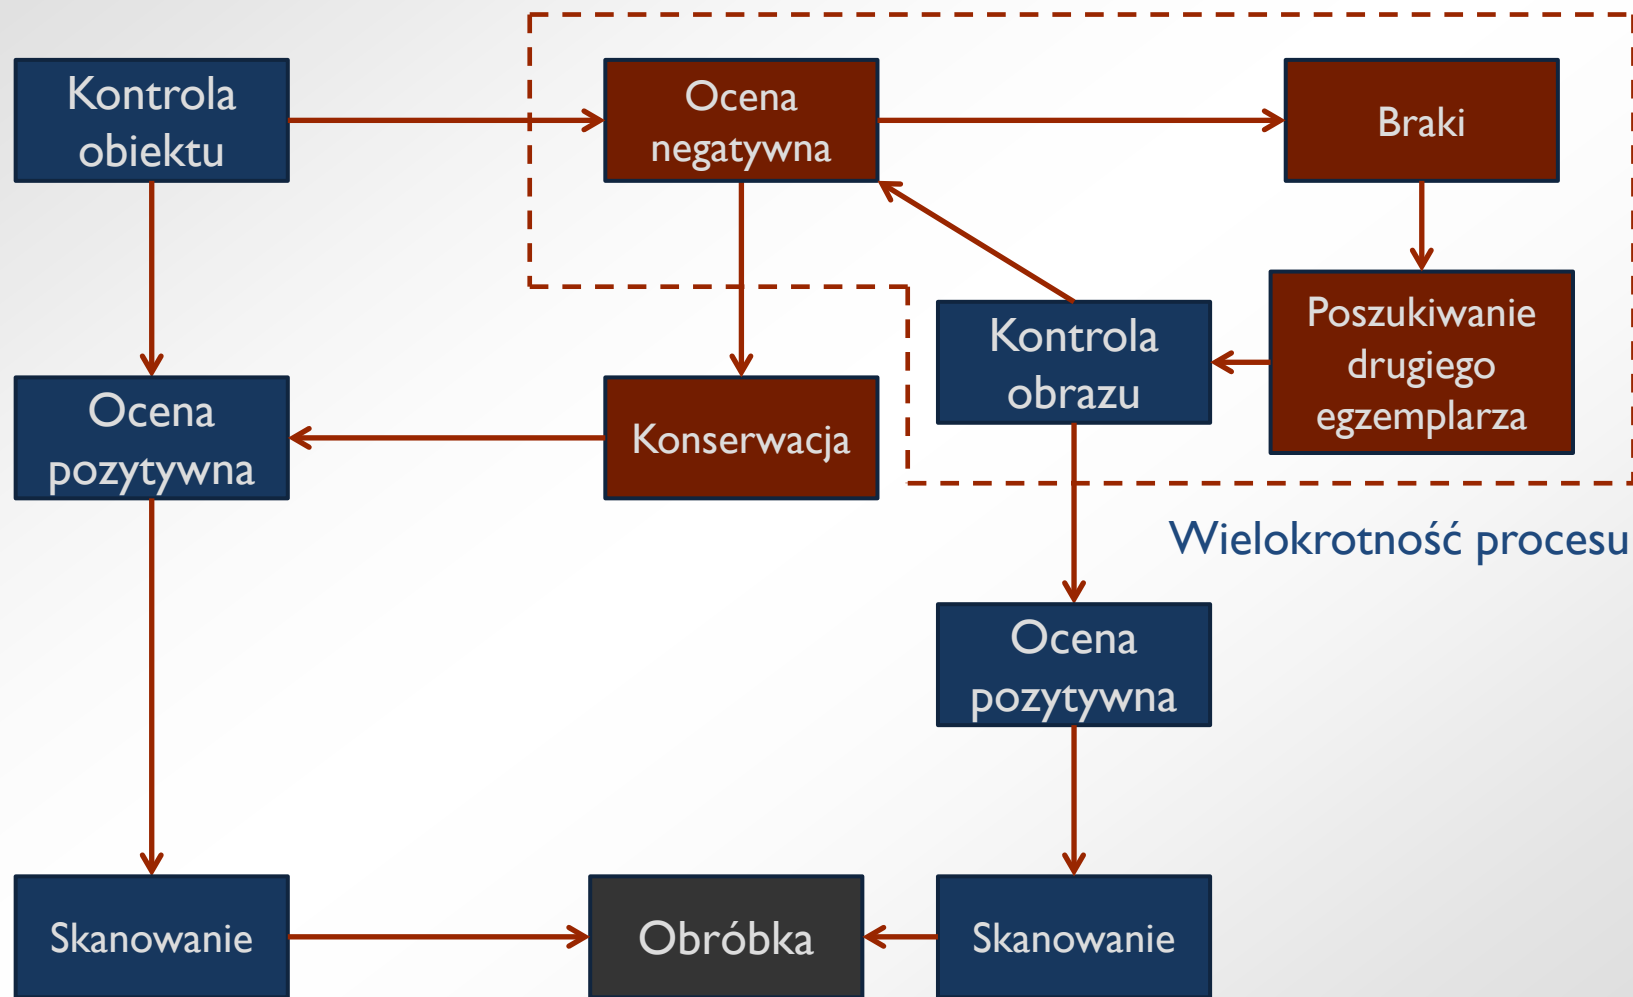 Kontrola
obiektu
Ocena
negatywna
Braki
Kontrola
obrazu
Poszukiwanie
drugiego
egzemplarza
Ocena
pozytywna
Konserwacja
Wielokrotność procesu
Ocena
pozytywna
Skanowanie
Obróbka
Skanowanie